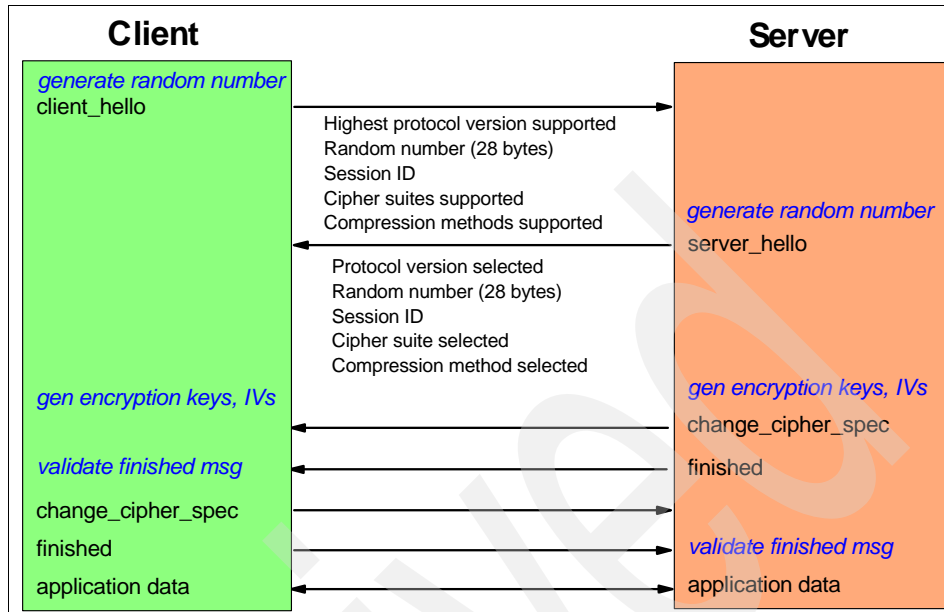 Client
Server
generate random number
client_hello
Highest protocol version supported
Random number (28 bytes)
Session ID
Cipher suites supported
Compression methods supported
generate random number
server_hello
Protocol version selected
Random number (28 bytes)
Session ID
Cipher suite selected
Compression method selected
gen encryption keys, IVs
gen encryption keys, IVs
change_cipher_spec
validate finished msg
finished
change_cipher_spec
finished
validate finished msg
application data
application data